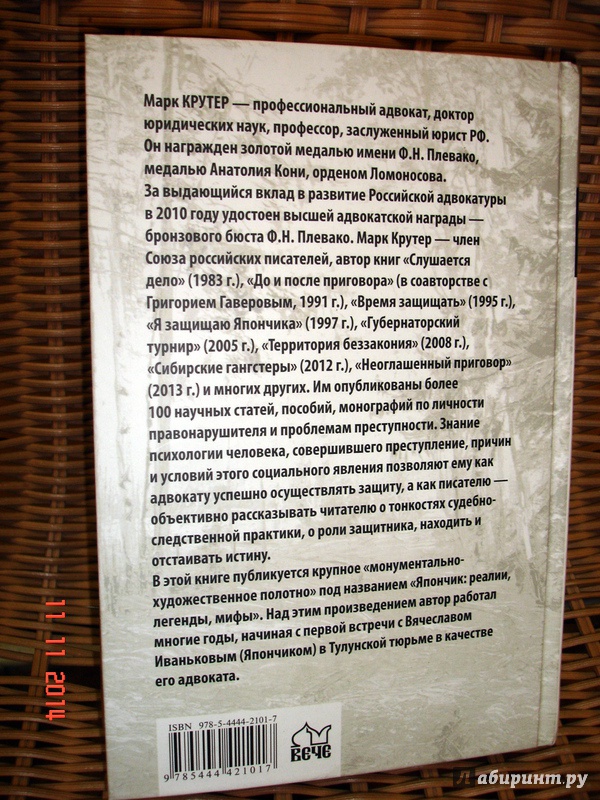 Марк КРУТЕР — профессиональный адвокат, доктор
юридических наук, профессор, заслуженный юрист РФ.
Он награжден золотой медалью имени Ф.Н. Плевако,
медалью Анатолия Кони, орденом Ломоносова.
За выдающийся вклад в развитие Российской адвокатуры
в 2010 году удостоен высшей адвокатской награды —
бронзового бюста Ф.Н. Плевако. Марк Крутер — член
Союза российских писателей, автор книг «Слушается
дело» (1983 г.), «До и после приговора» (в соавторстве с
Григорием Гаверовым, 1991 г.), «Время защищать» (1995 г.),
«Я защищаю Япончика» (1997 г.), «Губернаторский
турнир» (2005 г.), «Территория беззакония» (2008 г.),
«Сибирские гангстеры» (2012 г.), «Неоглашенный приговор»
(2013 г.) и многих других. Им опубликованы более
100 научных статей, пособий, монографий по личности
правонарушителя и проблемам преступности. Знание
психологии человека, совершившего преступление, причин
и условий этого социального явления позволяют ему как
адвокату успешно осуществлять защиту, а как писателю —
объективно рассказывать читателю о тонкостях судебно-
следственной практики, о роли защитника, находить и
отстаивать истину.
В этой книге публикуется крупное «монументально-
художественное полотно» под названием «Япончик: реалии,
легенды, мифы». Над этим произведением автор работал
многие годы, начиная с первой встречи с Вячеславом
Иваньковым (Япончиком) в Тулунской тюрьме в качестве
его адвоката.
ISBN 978-5-4444-2101-7
9 785444 421017
ВЕЧЕ
11 11 2014
Лабиринт.ру